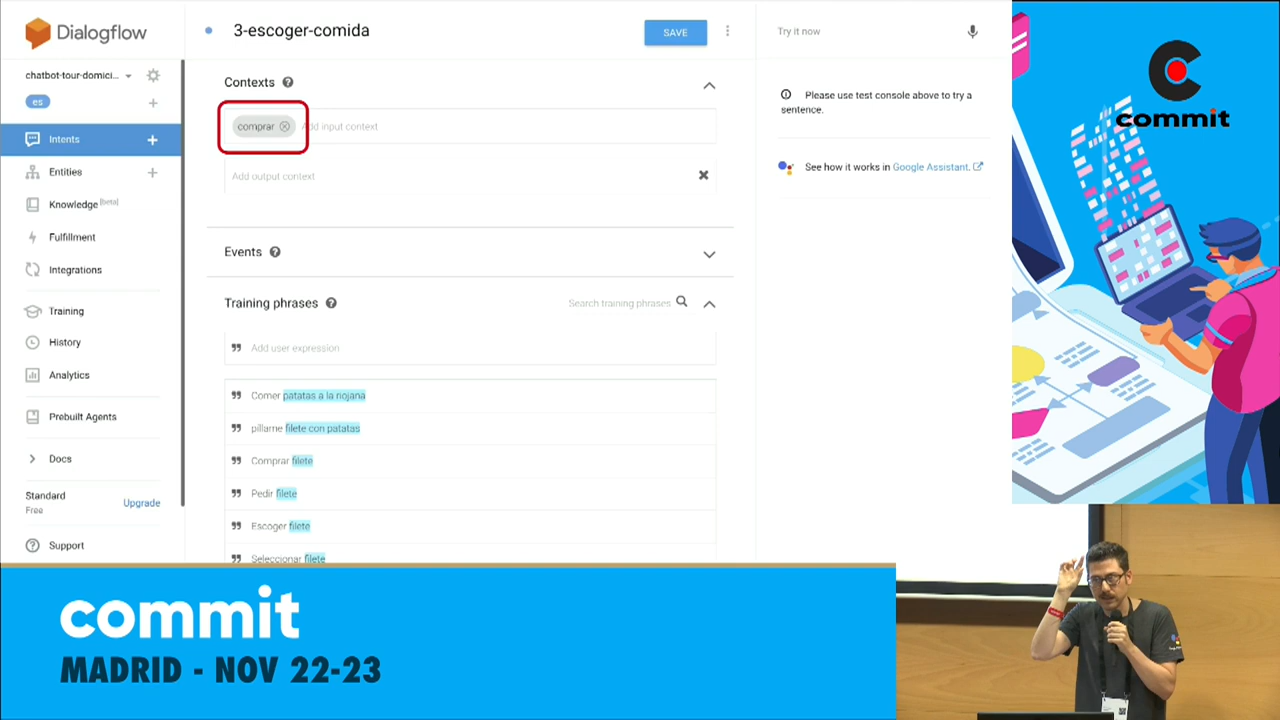 Dialogflow
chatbot-tour-domici...
es
Intents
Entities
Knowledge [beta]
Fulfillment
Integrations
Training
History
Analytics
Prebuilt Agents
Docs
Standard
Free
Upgrade
Support
3-escoger-comida
SAVE
Contexts
comprar
Add input context
Add output context
Events
Training phrases
Search training phrases
Add user expression
Comer patatas a la riojana
pillarme filete con patatas
Comprar filete
Pedir filete
Escoger filete
Seleccionar filete
Try it now
Please use test console above to try a
sentence.
See how it works in Google Assistant.
commit
commit
MADRID - NOV 22-23